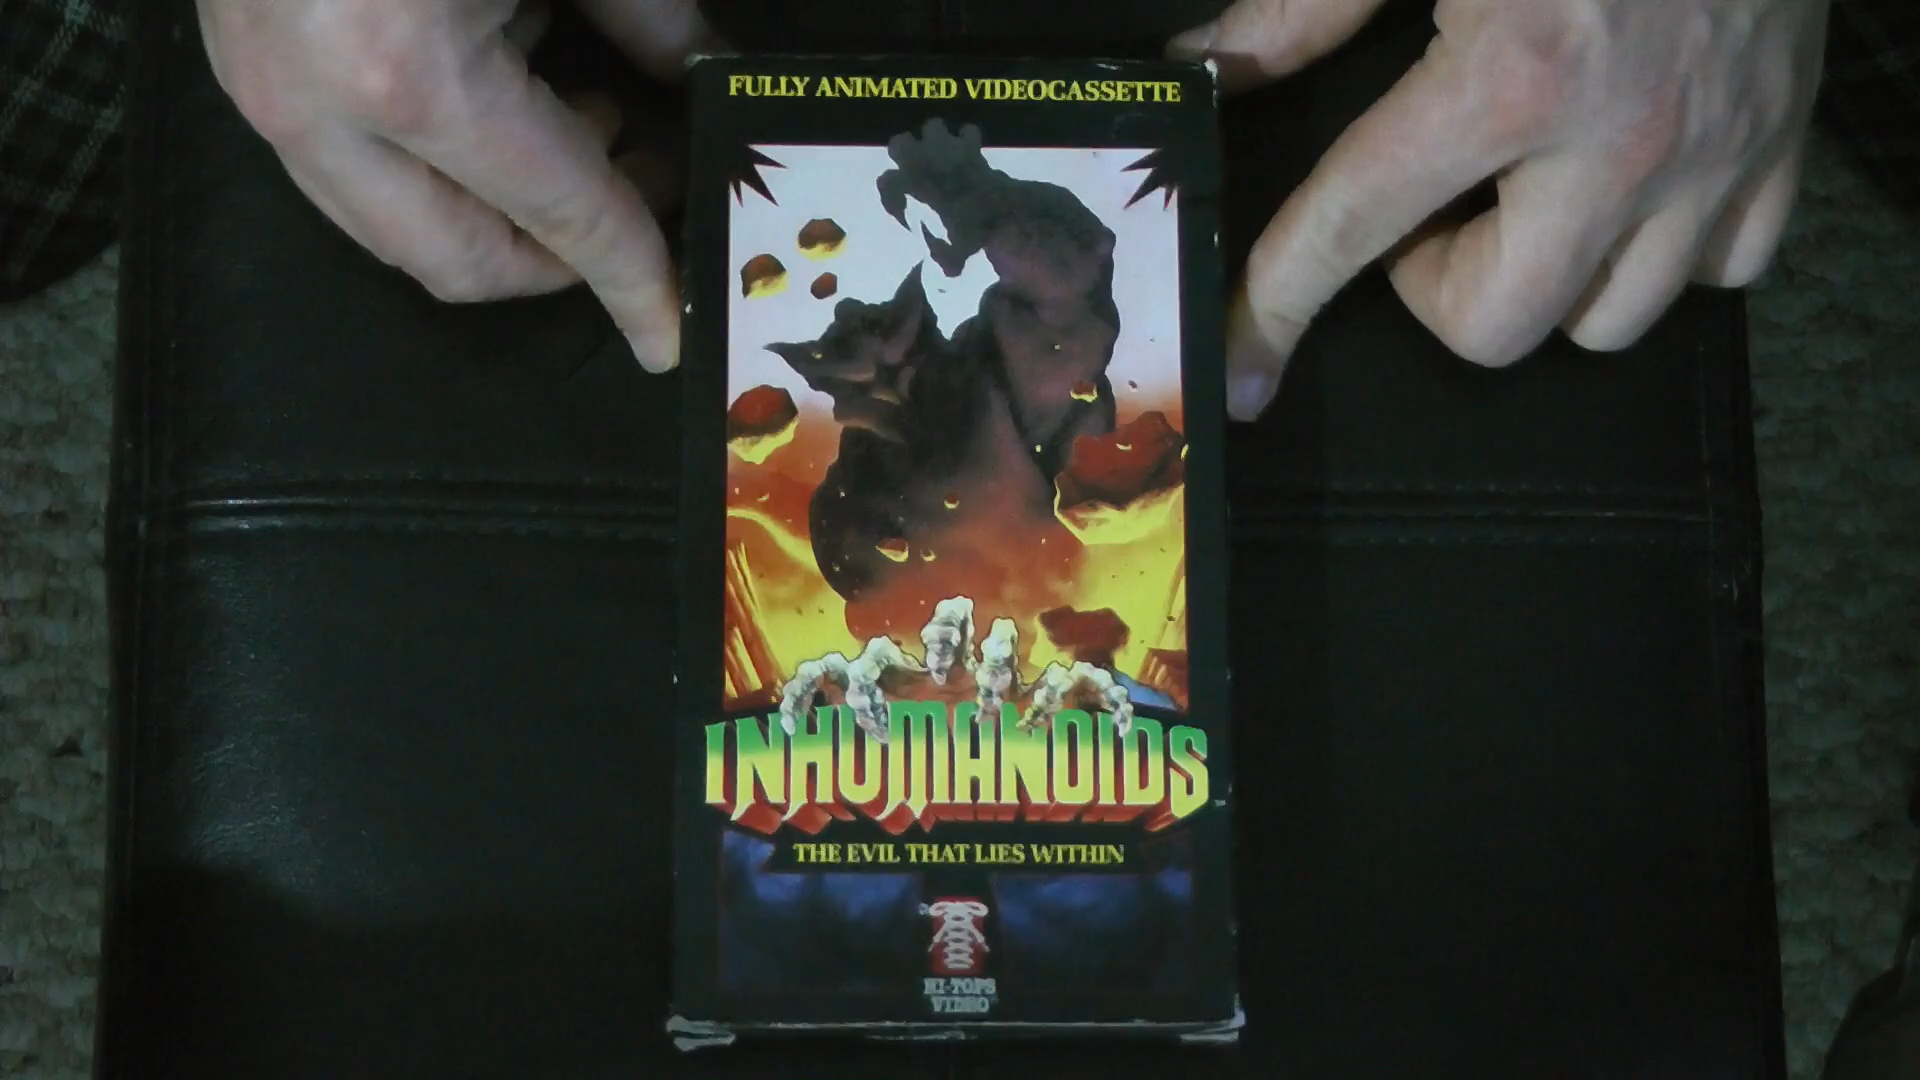 FULLY ANIMATED VIDEOCASSETTE
INHUMANOIDS
THE EVIL THAT LIES WITHIN
HI-TOPS
VIDEO